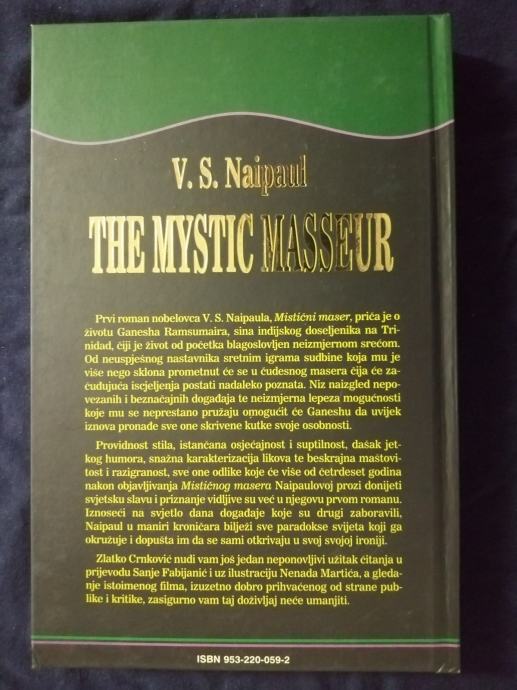 V. S. Naipaul
THE MYSTIC MASSEUR
Prvi roman nobelovca V. S. Naipaula, Mistični maser, priča je o
životu Ganesha Ramsumaira, sina indijskog doseljenika na Tri-
nidad, čiji je život od početka blagoslovljen neizmjernom srećom.
Od neuspješnog nastavnika sretnim igrama sudbine koja mu je
više nego sklona prometnut će se u čudesnog masera čija će za-
čuđujuća iscjeljenja postati nadaleko poznata. Niz naizgled nepo-
vezanih i beznačajnih događaja te neizmjerna lepeza mogućnosti
koje mu se neprestano pružaju omogućit će Ganeshu da uvijek
iznova pronađe sve one skrivene kutke svoje osobnosti.
Providnost stila, istančana osjećajnost i suptilnost, dašak jet-
kog humora, snažna karakterizacija likova te beskrajna maštovi-
tost i razigranost, sve one odlike koje će više od četrdeset godina
nakon objavljivanja Mističnog masera Naipaulovoj prozi donijeti
svjetsku slavu i priznanje vidljive su već u njegovu prvom romanu.
Iznoseći na svjetlo dana događaje koje su drugi zaboravili,
Naipaul u maniri kroničara bilježi sve paradokse svijeta koji ga
okružuje i dopušta im da se sami otkrivaju u svoj svojoj ironiji.
Zlatko Crnković nudi vam još jedan neponovljivi užitak čitanja u
prijevodu Sanje Fabijanić i uz ilustraciju Nenada Martića, a gleda-
nje istoimenog filma, izuzetno dobro prihvaćenog od strane pub-
like i kritike, zasigurno vam taj doživljaj neće umanjiti.
ISBN 953-220-059-2